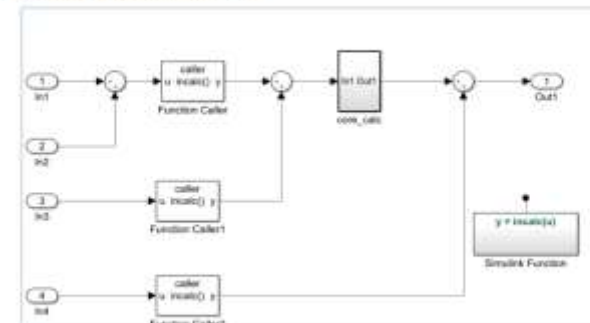 1
In1
caller
u incalc() y
Function Caller
In1 Out1
core_calc
1
Out1
2
In2
3
In3
caller
u incalc() y
Function Caller1
y = incalc(u)
Simulink Function
4
In4
caller
u incalc() y